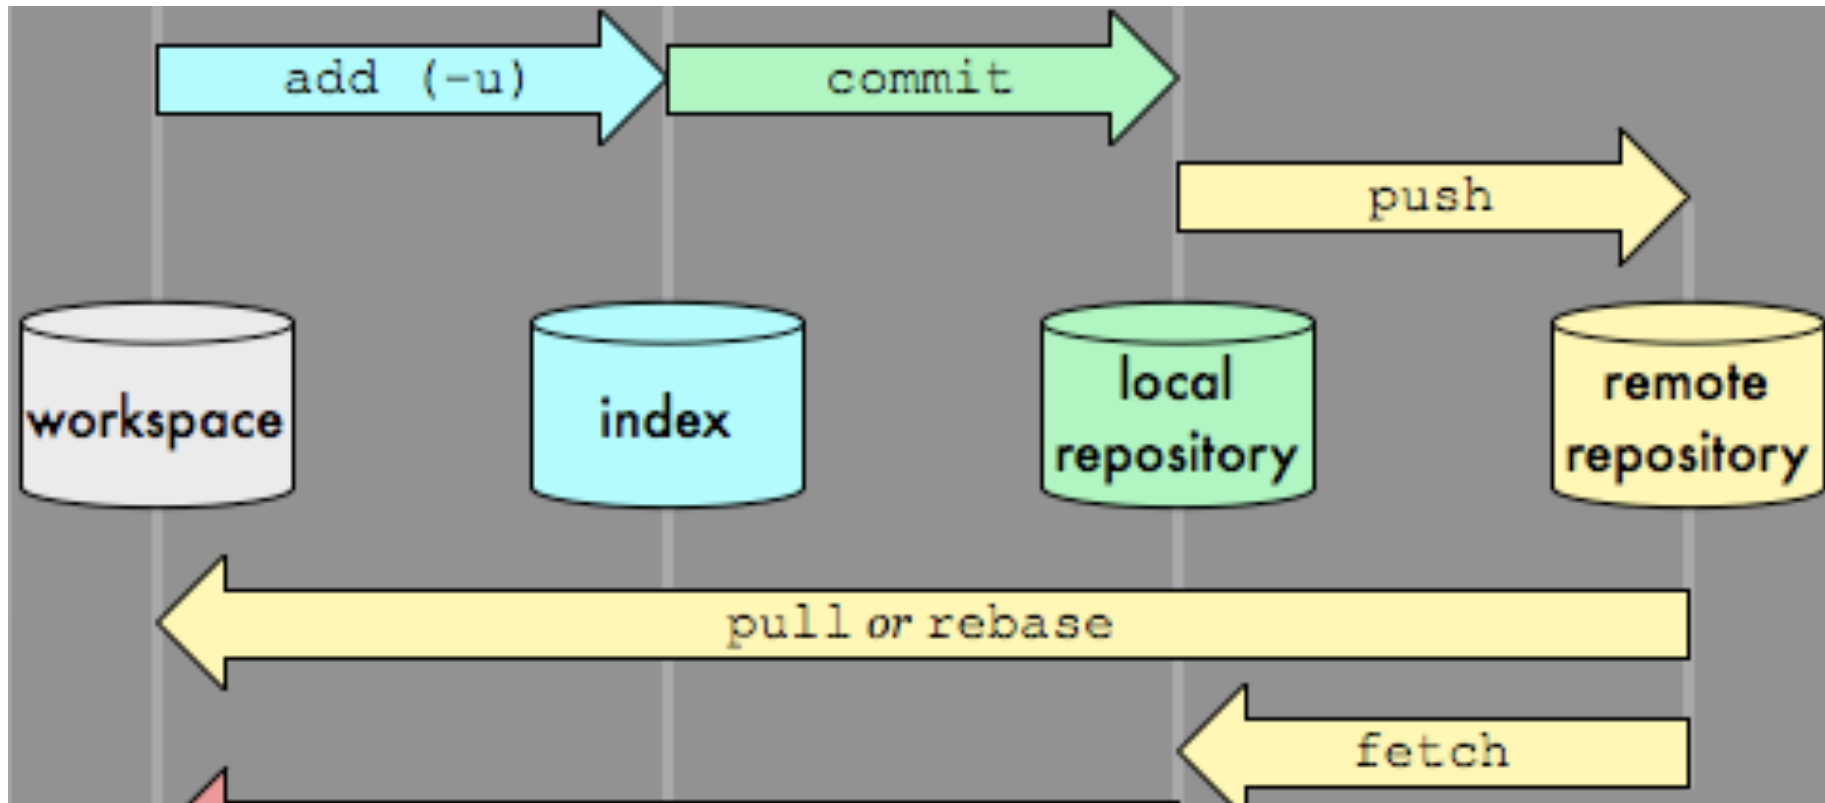 add (-u)
commit
push
workspace
index
local
repository
remote
repository
pull or rebase
fetch